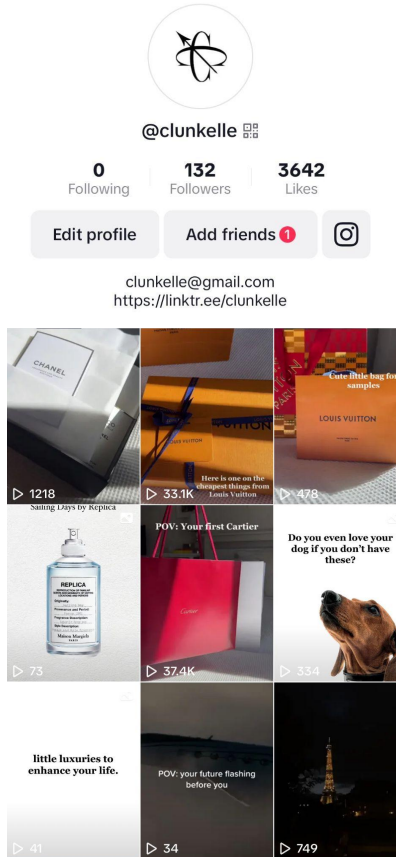 @clunkelle
0 132 3642
Following Followers Likes
Edit profile Add friends 1
clunkelle@gmail.com
https://linktr.ee/clunkelle
CHANEL
1218
LOUIS VUITTON
Here is one on the
cheapest things from
Louis Vuitton
33.1K
Cute little bag for
samples
LOUIS VUITTON
478
Sailing Days by Replica
REPLICA
Maison Margiela
PARIS
73
POV: Your first Cartier
Cartier
37.4K
Do you even love your
dog if you don't have
these?
334
little luxuries to
enhance your life.
41
POV: your future flashing
before you
34
749